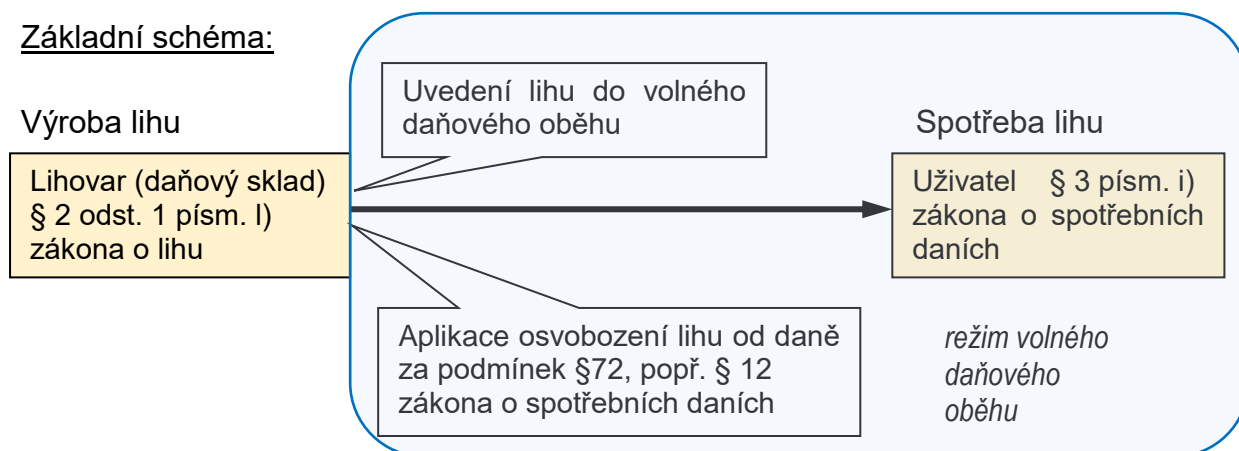 Základní schéma:
Výroba lihu
Lihovar (daňový sklad)
§ 2 odst. 1 písm. l)
zákona o lihu
Uvedení lihu do volného
daňového oběhu
Aplikace osvobození lihu od daně
za podmínek §72, popř. § 12
zákona o spotřebních daních
Spotřeba lihu
Uživatel § 3 písm. i)
zákona o spotřebních
daních
režim volného
daňového
oběhu